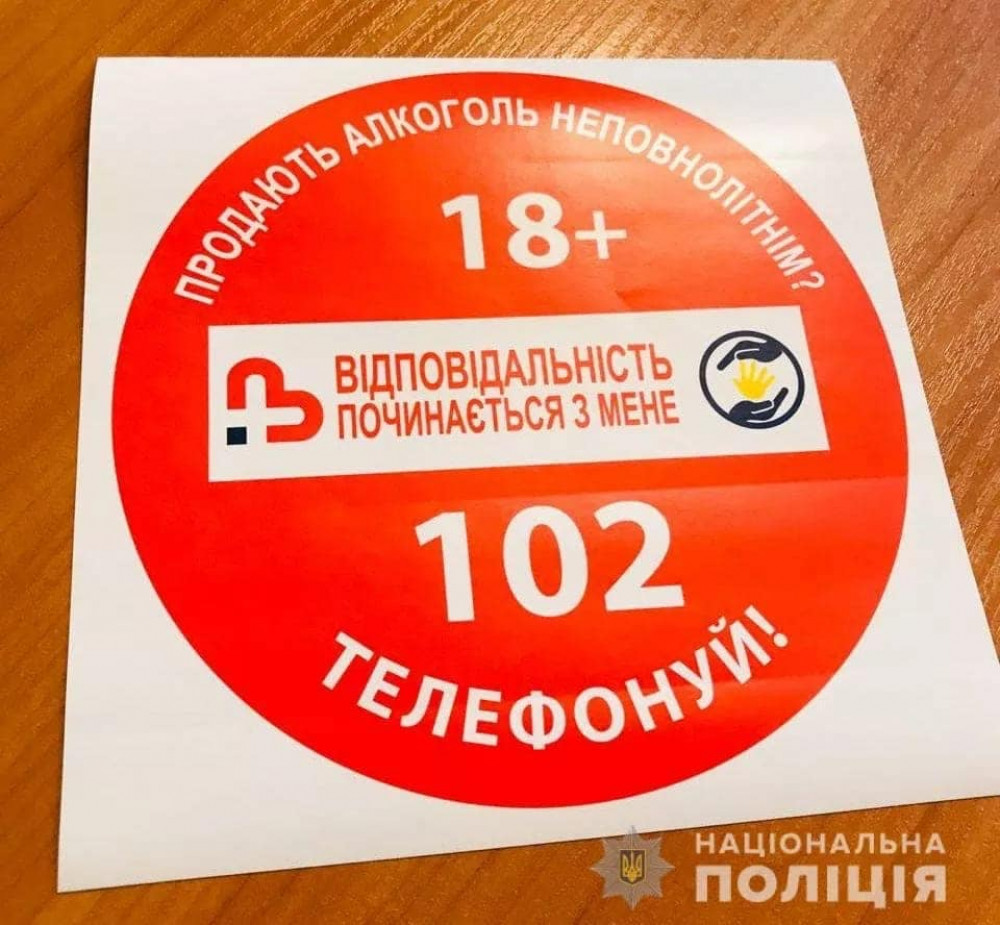 ПРОДАЮТЬ АЛКОГОЛЬ НЕПОВНОЛІТНІМ?
18+
ВІДПОВІДАЛЬНІСТЬ
ПОЧИНАЄТЬСЯ З МЕНЕ
102
ТЕЛЕФОНУЙ!
НАЦІОНАЛЬНА
ПОЛІЦІЯ